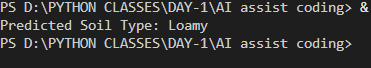 PS D:\PYTHON CLASSES\DAY-1\AI assist coding> &
Predicted Soil Type: Loamy
PS D:\PYTHON CLASSES\DAY-1\AI assist coding>